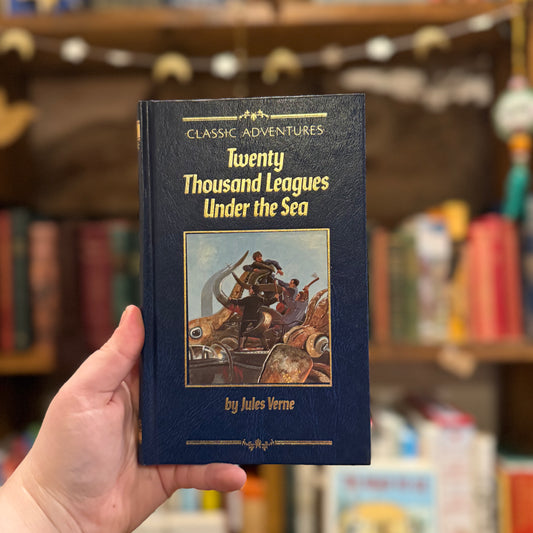 CLASSIC ADVENTURES
Twenty
Thousand Leagues
Under the Sea
by Jules Verne